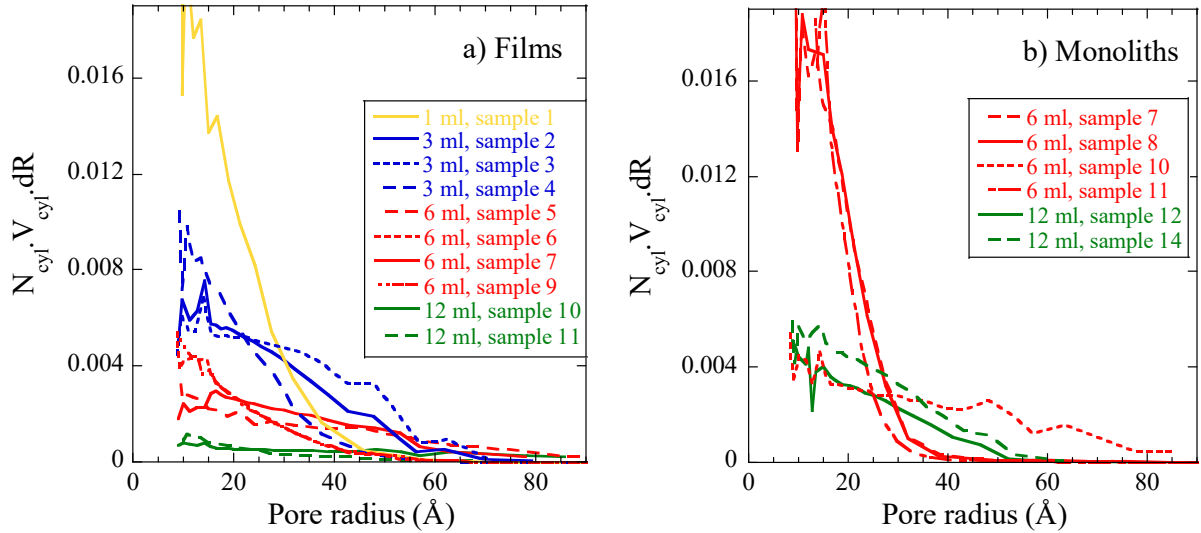 a) Films
0.016
0.012
0.008
0.004
0
N_cyl.V_cyl.dR
1 ml, sample 1
3 ml, sample 2
3 ml, sample 3
3 ml, sample 4
6 ml, sample 5
6 ml, sample 6
6 ml, sample 7
6 ml, sample 9
12 ml, sample 10
12 ml, sample 11
0 20 40 60 80
Pore radius (Å)
b) Monoliths
0.016
0.012
0.008
0.004
0
N_cyl.V_cyl.dR
6 ml, sample 7
6 ml, sample 8
6 ml, sample 10
6 ml, sample 11
12 ml, sample 12
12 ml, sample 14
0 20 40 60 80
Pore radius (Å)